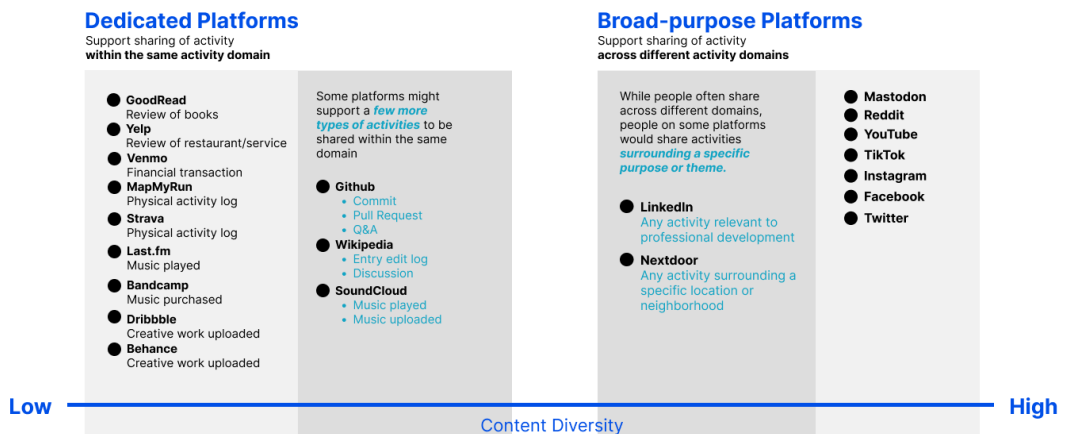 Dedicated Platforms
Support sharing of activity
within the same activity domain
GoodRead
Review of books
Yelp
Review of restaurant/service
Venmo
Financial transaction
MapMyRun
Physical activity log
Strava
Physical activity log
Last.fm
Music played
Bandcamp
Music purchased
Dribbble
Creative work uploaded
Behance
Creative work uploaded
Some platforms might
support a few more
types of activities to be
shared within the same
domain
Github
• Commit
• Pull Request
• Q&A
Wikipedia
• Entry edit log
• Discussion
SoundCloud
• Music played
• Music uploaded
Broad-purpose Platforms
Support sharing of activity
across different activity domains
While people often share
across different domains,
people on some platforms
would share activities
surrounding a specific
purpose or theme.
LinkedIn
Any activity relevant to
professional development
Nextdoor
Any activity surrounding a
specific location or
neighborhood
Mastodon
Reddit
YouTube
TikTok
Instagram
Facebook
Twitter
Low
High
Content Diversity